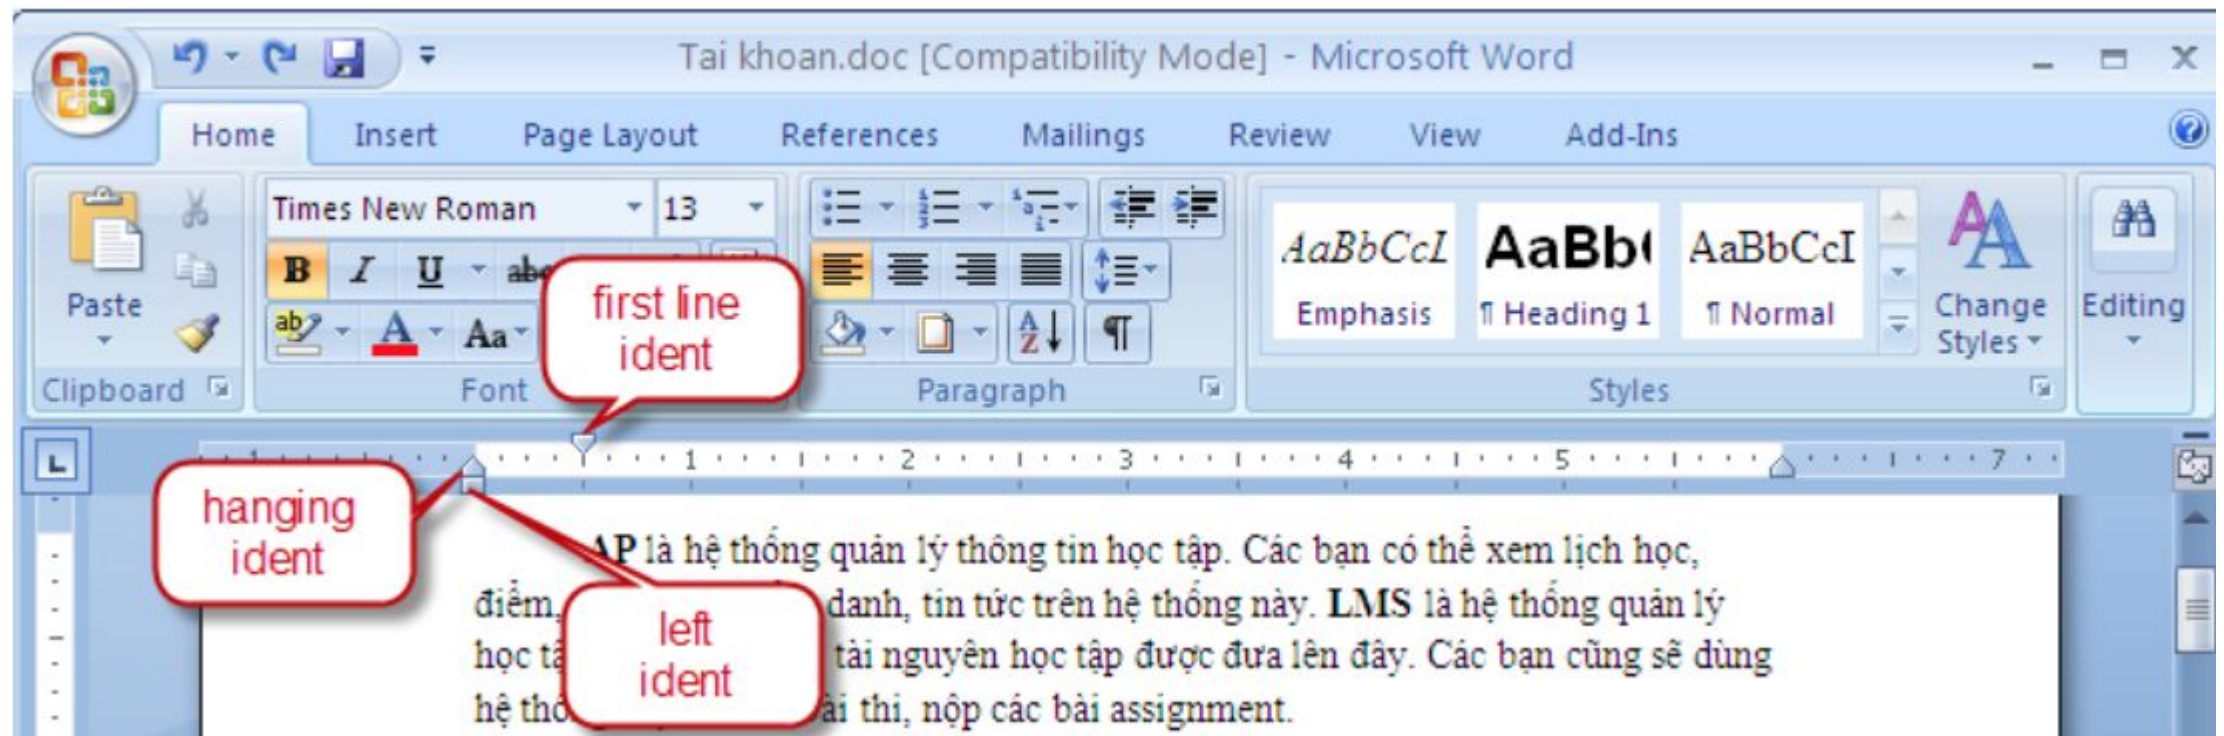 Tai khoan.doc [Compatibility Mode] - Microsoft Word
Home Insert Page Layout References Mailings Review View Add-Ins
Times New Roman 13
B I U abc
Paste
ab A Aa
AaBbCcI AaBb AaBbCcI
Emphasis ¶ Heading 1 ¶ Normal
Change
Styles
Editing
Clipboard Font Paragraph Styles
first line
ident
1 1 2 3 4 5 7
hanging
ident
left
ident
AP là hệ thống quản lý thông tin học tập. Các bạn có thể xem lịch học,
điểm, danh, tin tức trên hệ thống này. LMS là hệ thống quản lý
học tài nguyên học tập được đưa lên đây. Các bạn cũng sẽ dùng
hệ thi, nộp các bài assignment.